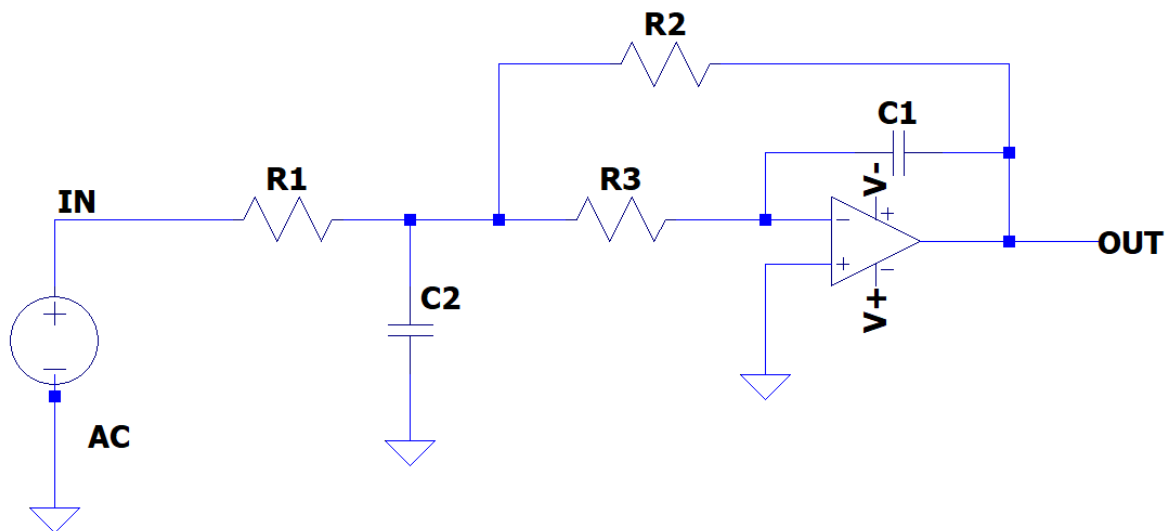 R2
C1
IN
R1
R3
V-
+
−
+
OUT
+
−
C2
V+
−
AC